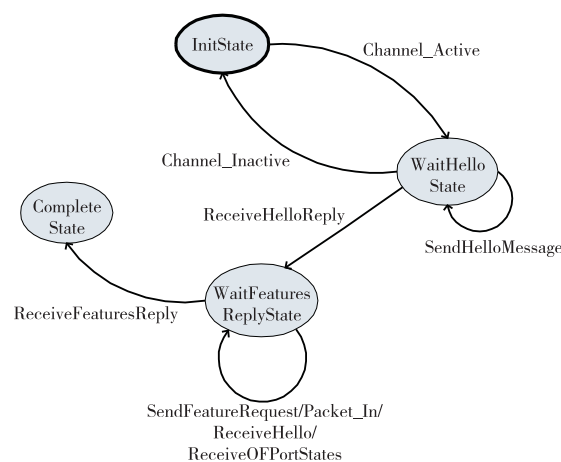 InitState
Channel_Active
Channel_Inactive
WaitHello
State
SendHelloMessage
ReceiveHelloReply
Complete
State
ReceiveFeaturesReply
WaitFeatures
ReplyState
SendFeatureRequest/Packet_In/
ReceiveHello/
ReceiveOFPortStates